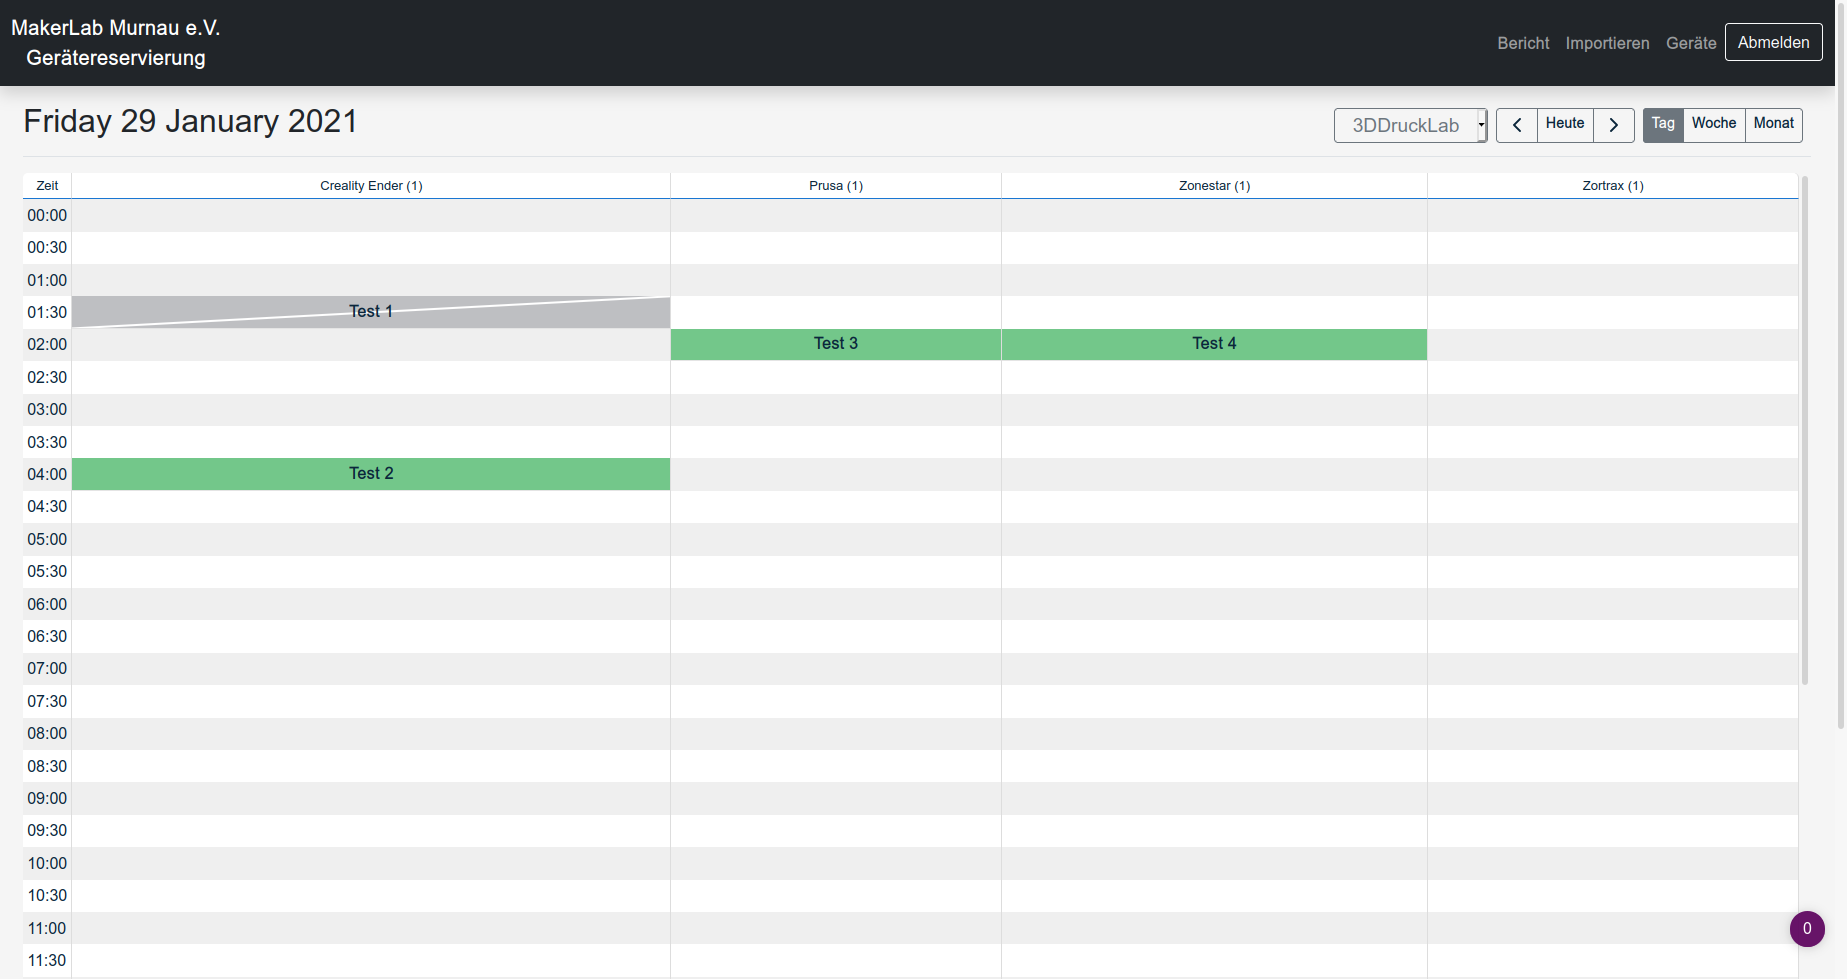 MakerLab Murnau e.V.
Gerätereservierung
Bericht Importieren Geräte Abmelden
Friday 29 January 2021
3DDruckLab Heute Tag Woche Monat
Zeit Creality Ender (1) Prusa (1) Zonestar (1) Zortrax (1)
00:00
00:30
01:00
01:30 Test 1
02:00 Test 3 Test 4
02:30
03:00
03:30
04:00 Test 2
04:30
05:00
05:30
06:00
06:30
07:00
07:30
08:00
08:30
09:00
09:30
10:00
10:30
11:00
0
11:30